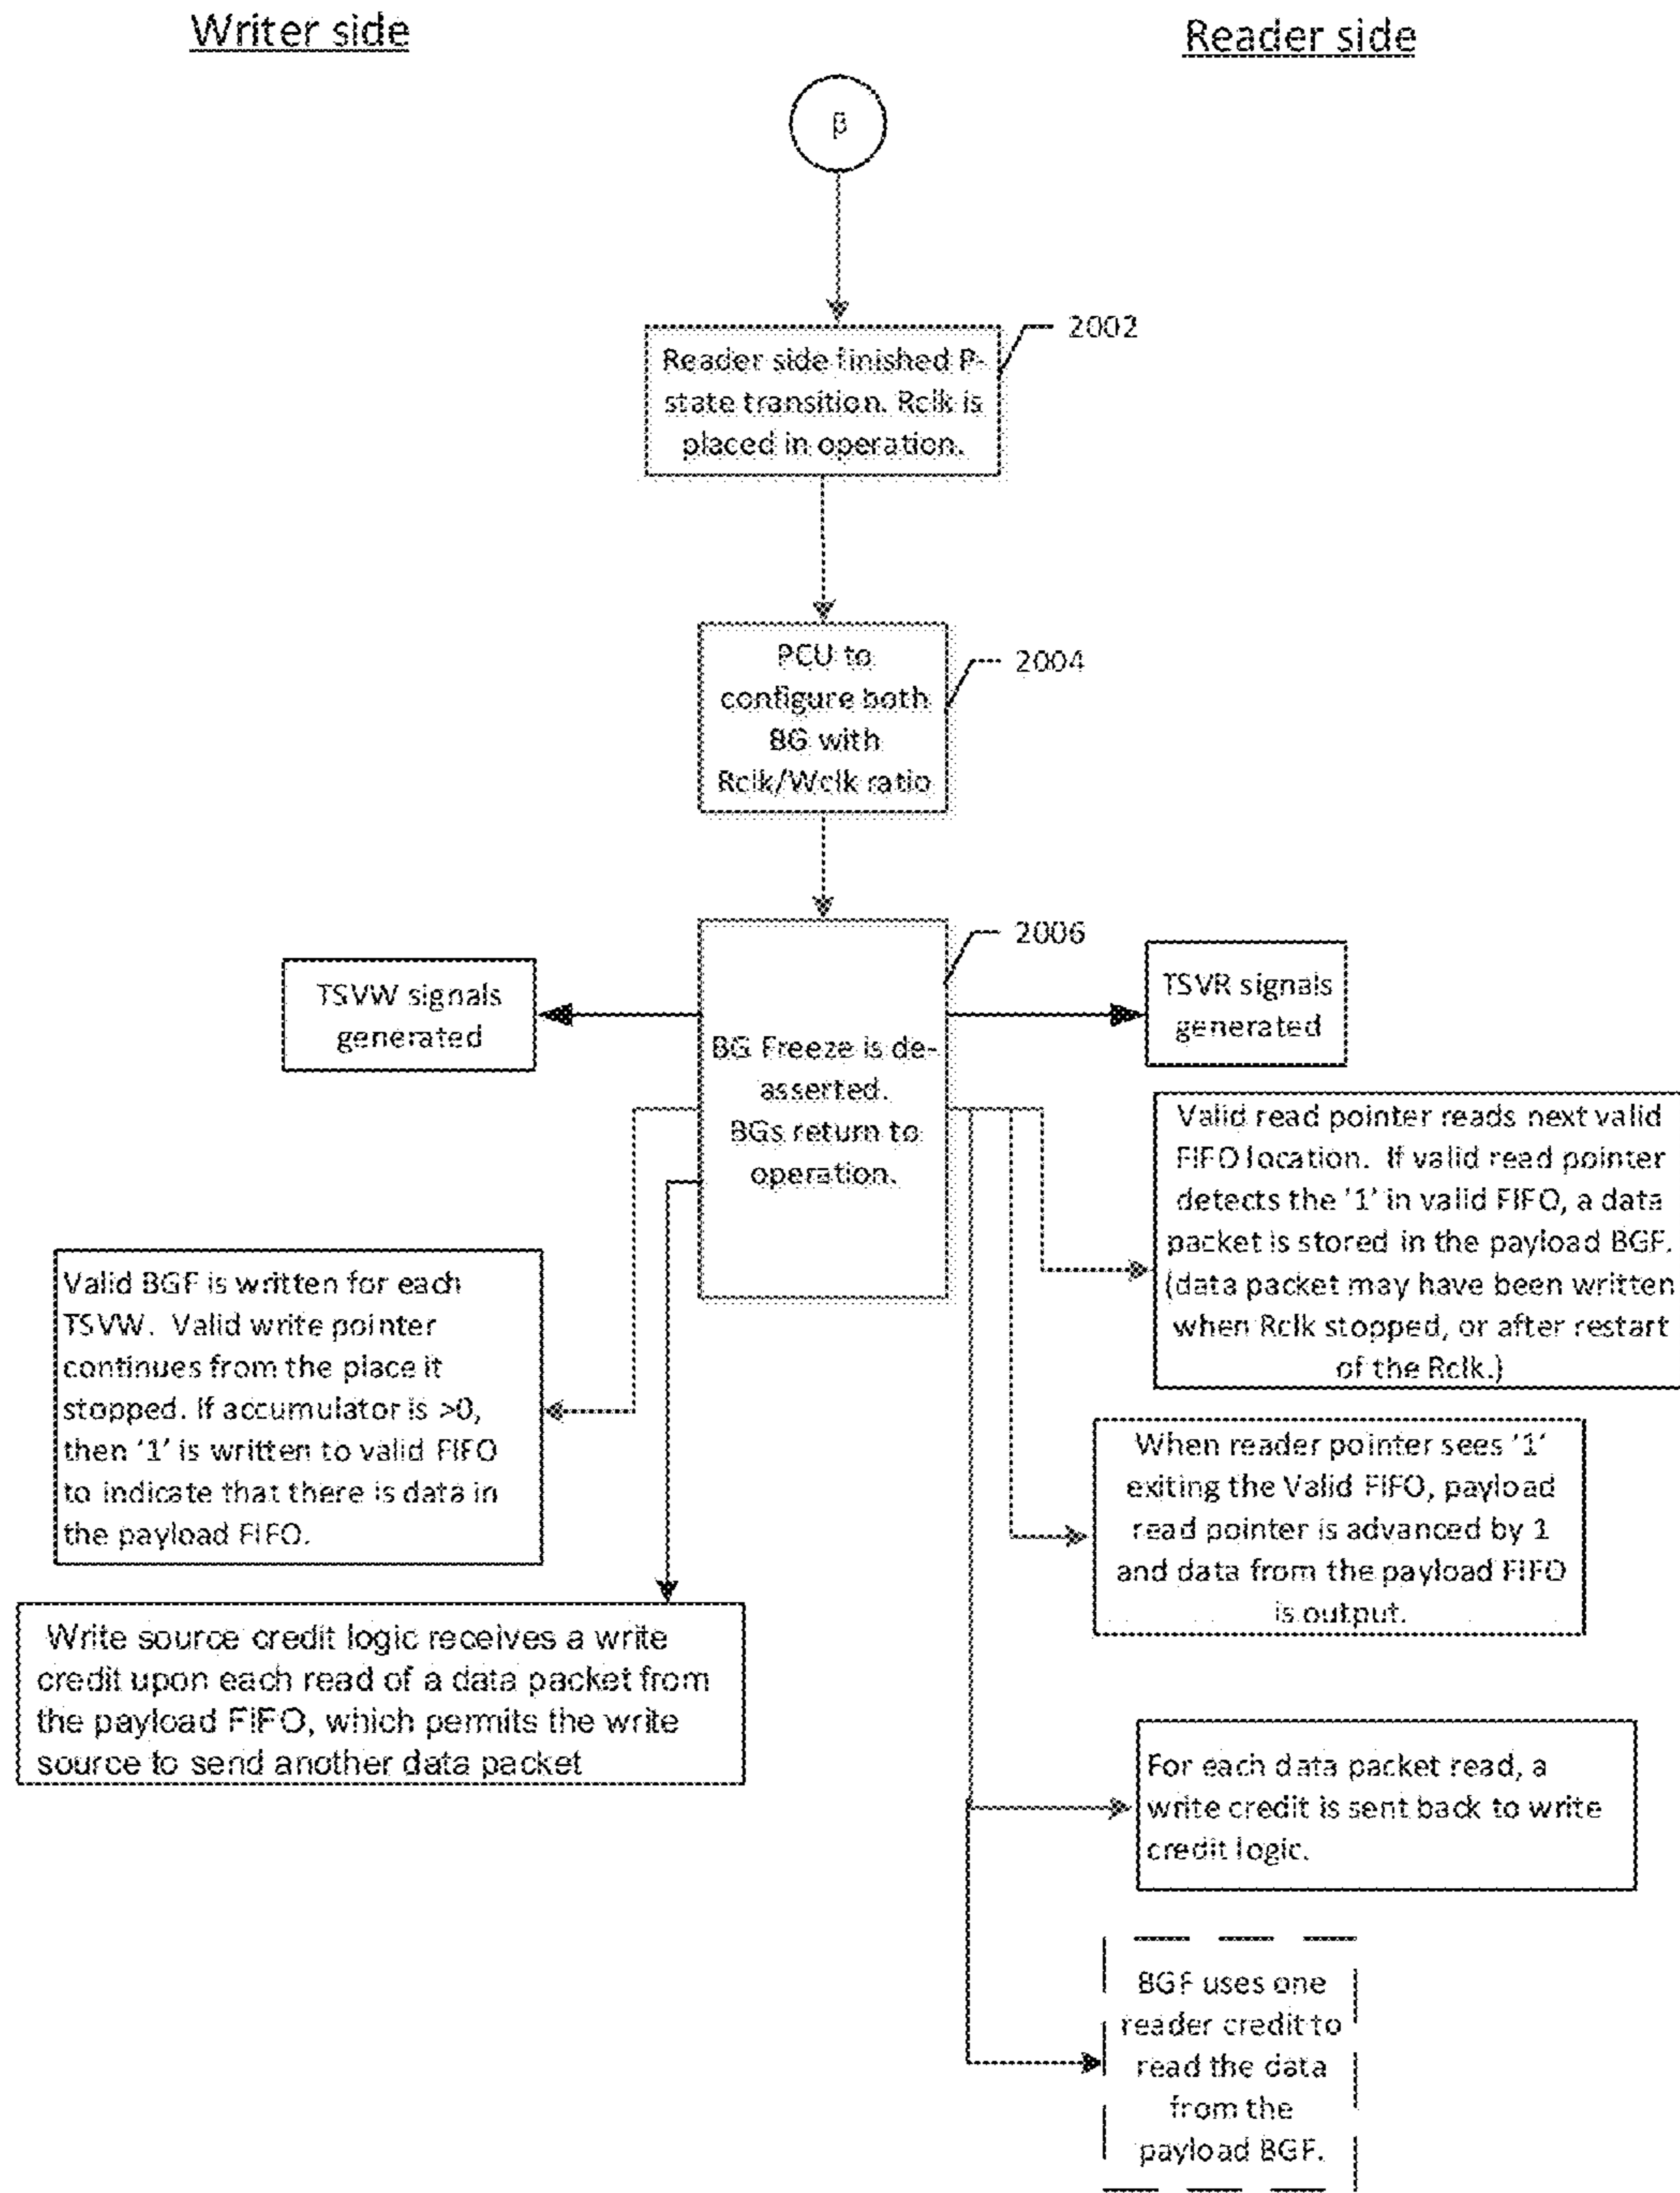 Writer side
Reader side
β
2002
Reader side finished P-
state transition. Rclk is
placed in operation.
2004
PCU to
configure both
BG with
Rclk/Wclk ratio
2006
BG Freeze is de-
asserted.
BGs return to
operation.
TSVW signals
generated
TSVR signals
generated
Valid read pointer reads next valid
FIFO location. If valid read pointer
detects the '1' in valid FIFO, a data
packet is stored in the payload BGF.
(data packet may have been written
when Rclk stopped, or after restart
of the Rclk.)
Valid BGF is written for each
TSVW. Valid write pointer
continues from the place it
stopped. If accumulator is >0,
then '1' is written to valid FIFO
to indicate that there is data in
the payload FIFO.
When reader pointer sees '1'
exiting the Valid FIFO, payload
read pointer is advanced by 1
and data from the payload FIFO
is output.
Write source credit logic receives a write
credit upon each read of a data packet from
the payload FIFO, which permits the write
source to send another data packet
For each data packet read, a
write credit is sent back to write
credit logic.
BGF uses one
reader credit to
read the data
from the
payload BGF.